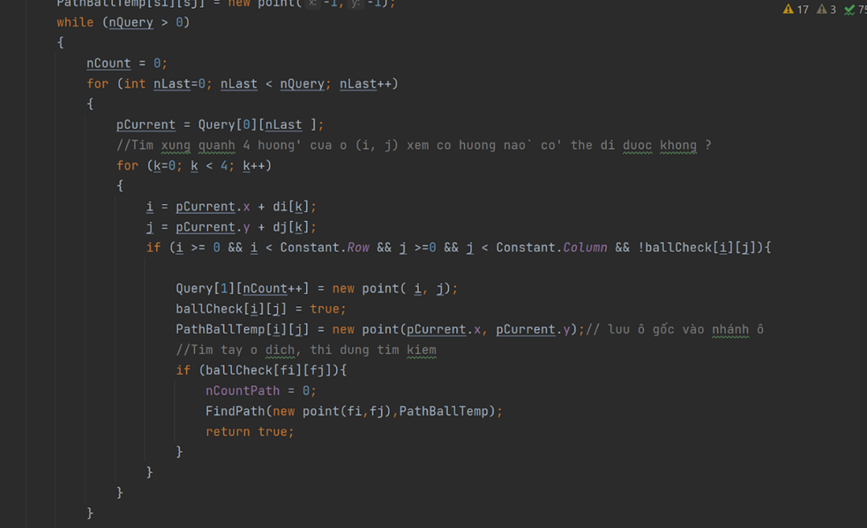 PathBallTemp[si][sj] = new point( x: -1, y: -1);
17 3 75
while (nQuery > 0)
{
nCount = 0;
for (int nLast=0; nLast < nQuery; nLast++)
{
pCurrent = Query[0][nLast ];
//Tim xung quanh 4 huong' cua o (i, j) xem co huong nao` co' the di duoc khong ?
for (k=0; k < 4; k++)
{
i = pCurrent.x + di[k];
j = pCurrent.y + dj[k];
if (i >= 0 && i < Constant.Row && j >=0 && j < Constant.Column && !ballCheck[i][j]){
Query[1][nCount++] = new point( i, j);
ballCheck[i][j] = true;
PathBallTemp[i][j] = new point(pCurrent.x, pCurrent.y);// luu ô gốc vào nhánh ô
//Tim tay o dich, thi dung tim kiem
if (ballCheck[fi][fj]){
nCountPath = 0;
FindPath(new point(fi,fj),PathBallTemp);
return true;
}
}
}
}